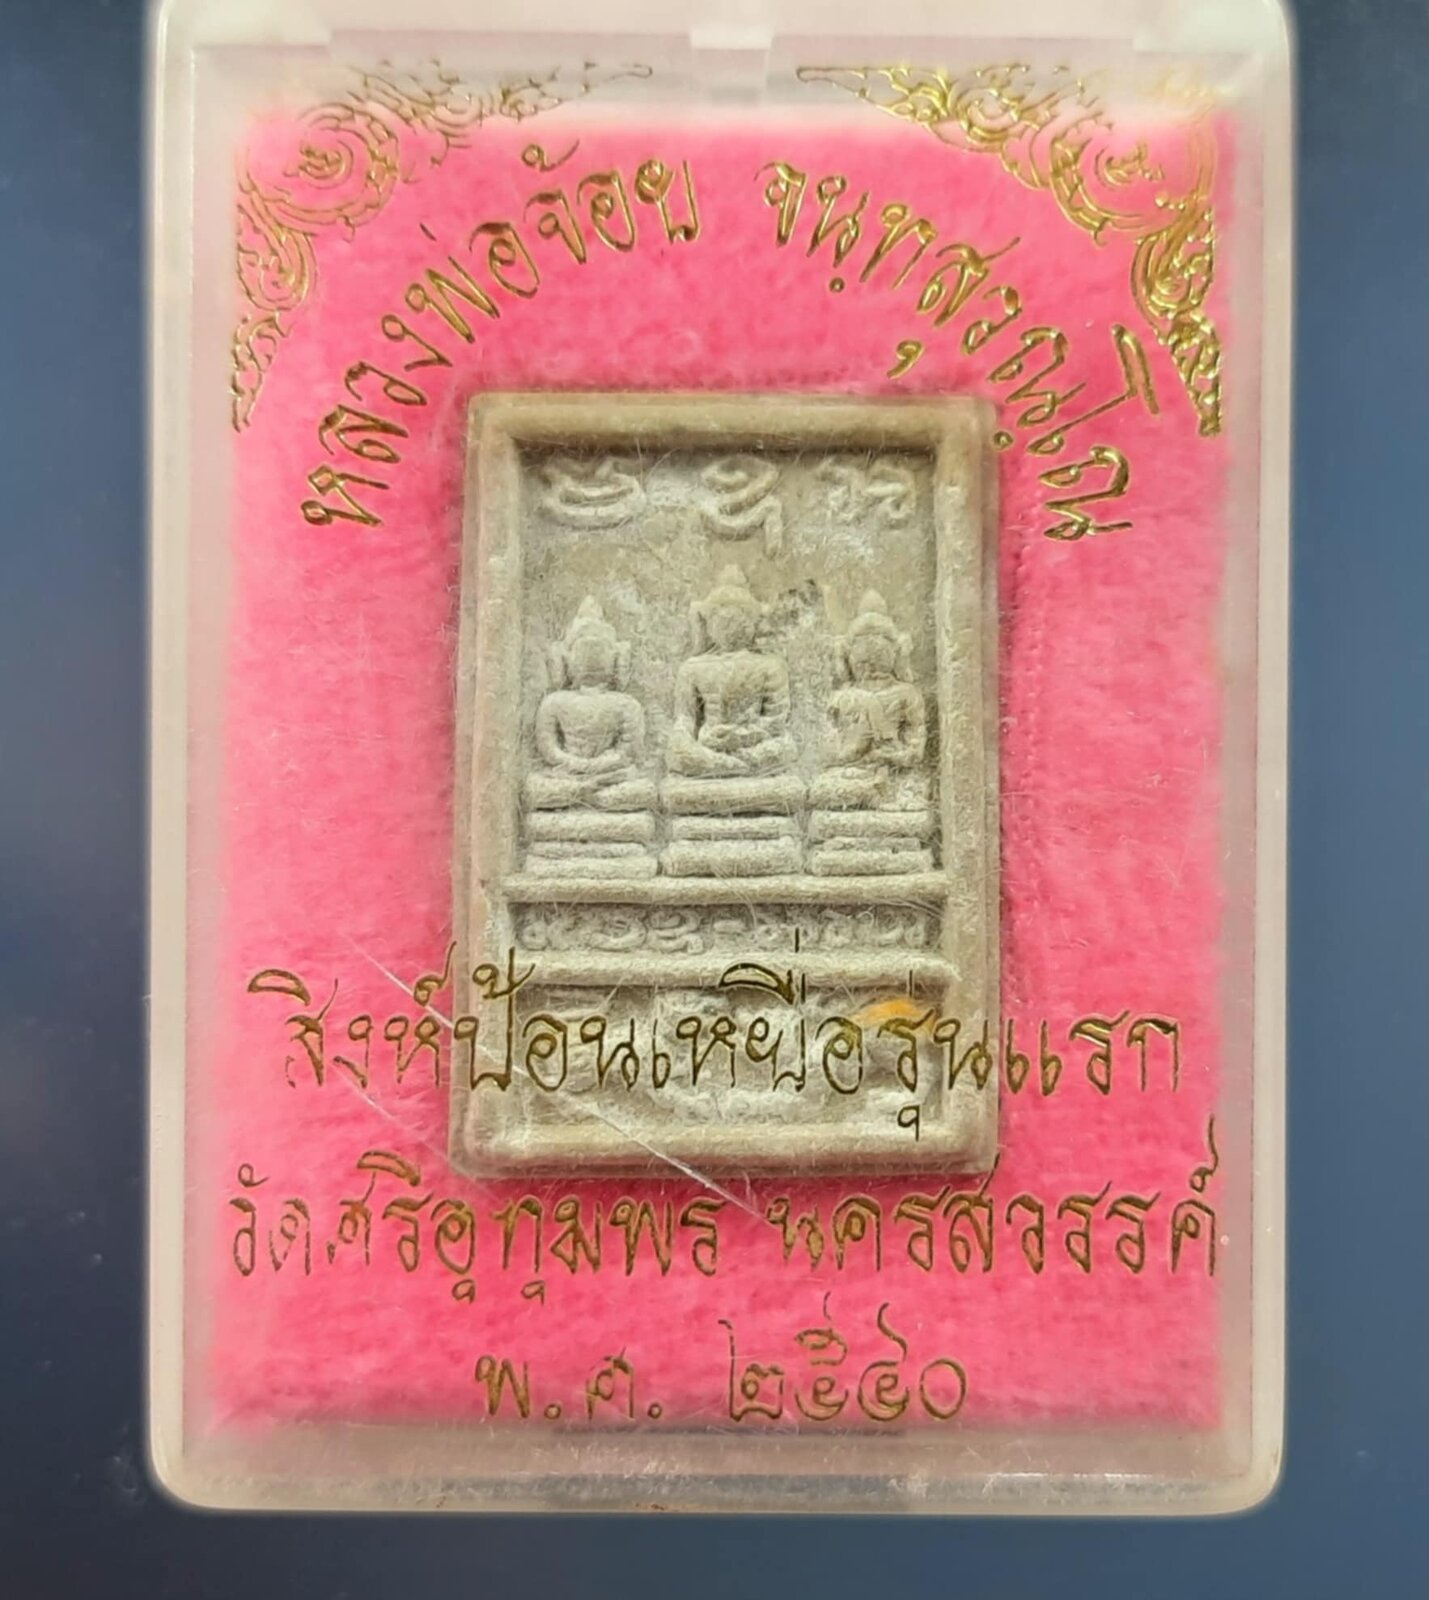 หลวงพ่อจ้อย จนฺทสุวณฺโณ
สิงห์ป้อนเหยื่อรุ่นแรก
วัดศรีอุทุมพร นครสวรรค์
พ.ศ. ๒๕๔๐